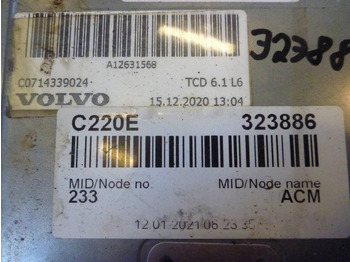 32388
A12631568
C0714339024 TCD 6.1 L6
VOLVO 15.12.2020 13:04
C220E 323886
MID/Node no MID/Node name
233 ACM
12.01.2021 08.23.35